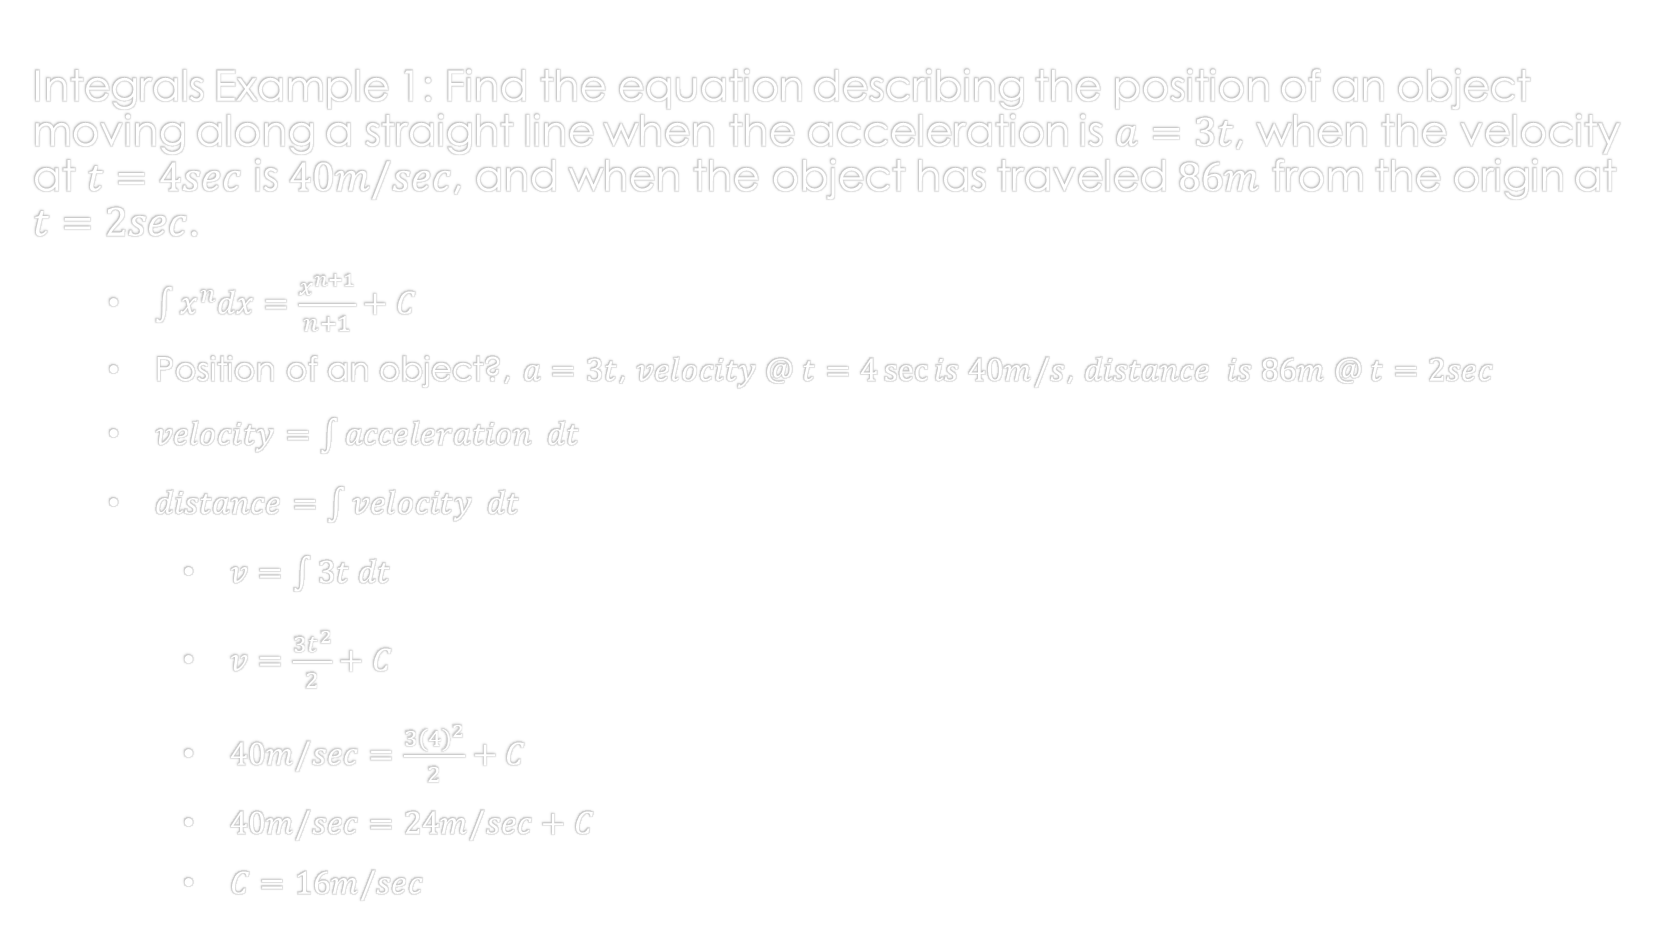 Integrals Example 1: Find the equation describing the position of an object
moving along a straight line when the acceleration is a = 3t, when the velocity
at t = 4sec is 40m/sec, and when the object has traveled 86m from the origin at
t = 2sec.
• ∫ xⁿdx = xⁿ⁺¹/n+1 + C
• Position of an object?, a = 3t, velocity @ t = 4 sec is 40m/s, distance is 86m @ t = 2sec
• velocity = ∫ acceleration dt
• distance = ∫ velocity dt
• v = ∫ 3t dt
• v = 3t²/2 + C
• 40m/sec = 3(4)²/2 + C
• 40m/sec = 24m/sec + C
• C = 16m/sec